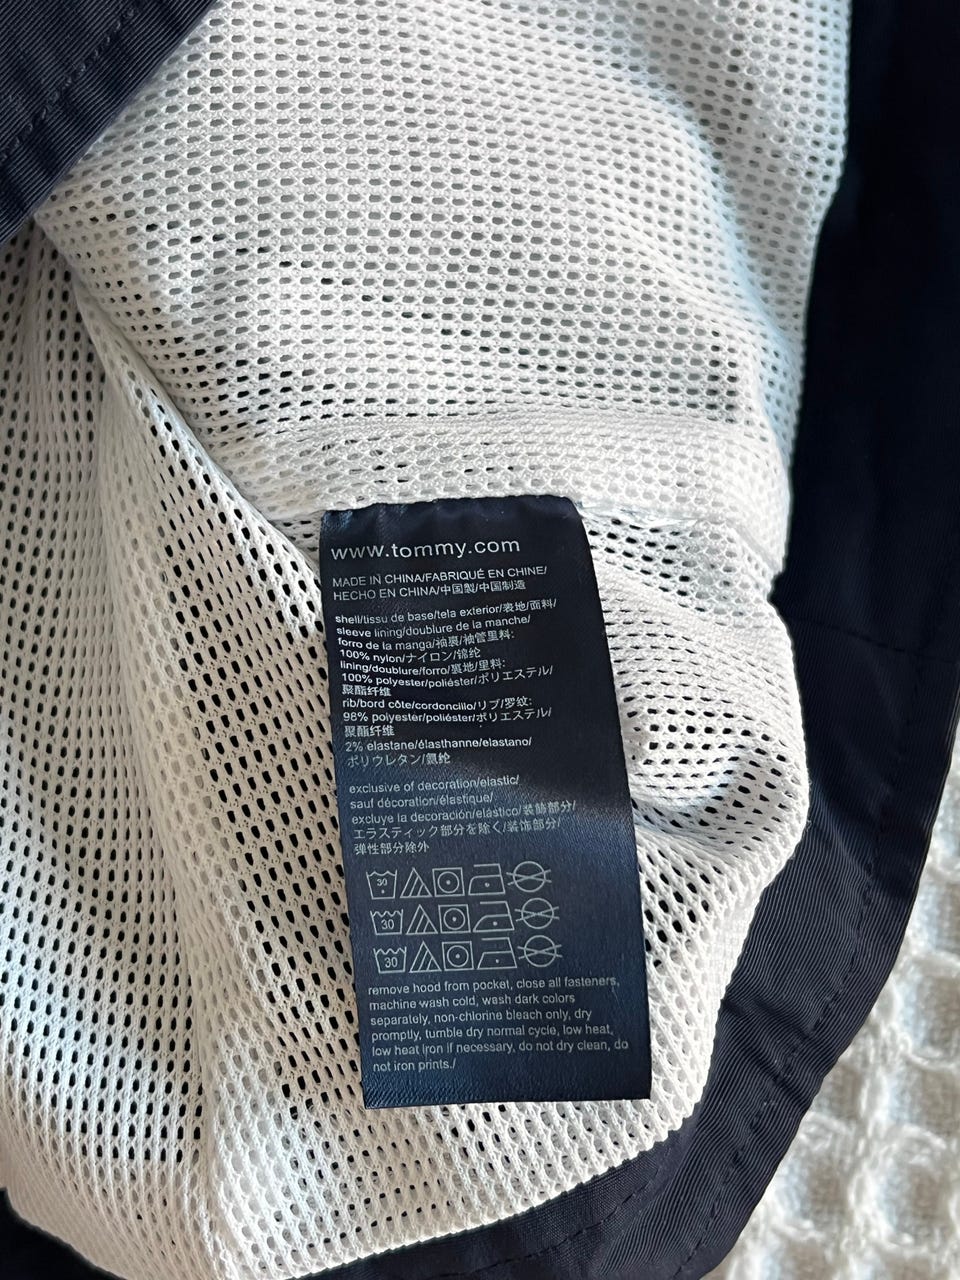 www.tommy.com
MADE IN CHINA/FABRIQUÉ EN CHINE/
HECHO EN CHINA/中国製/中国制造
shell/tissu de base/tela exterior/表地/面料/
sleeve lining/doublure de la manche/
forro de la manga/袖裏/袖管里料:
100% nylon/ナイロン/锦纶
lining/doublure/forro/裏地/里料:
100% polyester/poliéster/ポリエステル/
聚酯纤维
rib/bord côte/cordoncillo/リブ/罗纹:
98% polyester/poliéster/ポリエステル/
聚酯纤维
2% elastane/élasthanne/elastano/
ポリウレタン/氨纶
exclusive of decoration/elastic/
sauf décoration/élastique/
excluye la decoración/elástico/装飾部分/
エラスティック部分を除く/装饰部分/
弹性部分除外
30
30
30
remove hood from pocket, close all fasteners,
machine wash cold, wash dark colors
separately, non-chlorine bleach only, dry
promptly, tumble dry normal cycle, low heat,
low heat iron if necessary, do not dry clean, do
not iron prints./